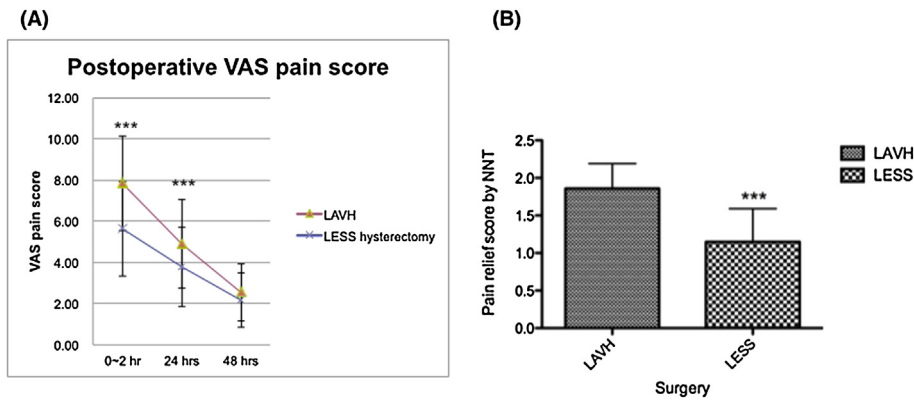 (A)
Postoperative VAS pain score
VAS pain score
12.00
10.00
8.00
6.00
4.00
2.00
0.00
***
***
0~2 hr 24 hrs 48 hrs
LAVH
LESS hysterectomy
(B)
Pain relief score by NNT
2.5
2.0
1.5
1.0
0.5
0.0
***
LAVH
LESS
Surgery
LAVH
LESS